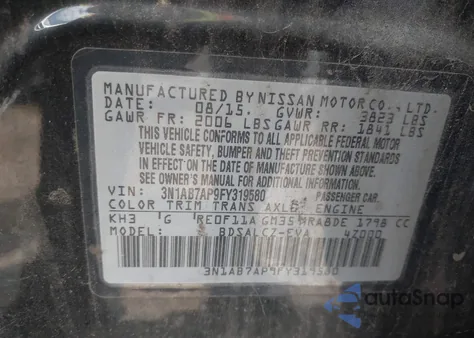 MANUFACTURED BY NISSAN MOTOR CO., LTD.
DATE: 08/15. GVWR: 3823 LBS
GAWR FR: 2006 LBS GAWR RR: 1841 LBS
THIS VEHICLE CONFORMS TO ALL APPLICABLE FEDERAL MOTOR
VEHICLE SAFETY, BUMPER AND THEFT PREVENTION STANDARDS
IN EFFECT ON THE DATE OF MANUFACTURE SHOWN ABOVE.
SEE OWNER'S MANUAL FOR ADDITIONAL INFORMATION.
VIN: 3N1AB7AP9FY319580 PASSENGER CAR
COLOR TRIM TRANS AXLE ENGINE
KH3 G RE0F11A GM35 MRA8DE 1798 CC
MODEL: BDSALCZ-EVA 4Z000
3N1AB7AP9FY319580
autoSnap